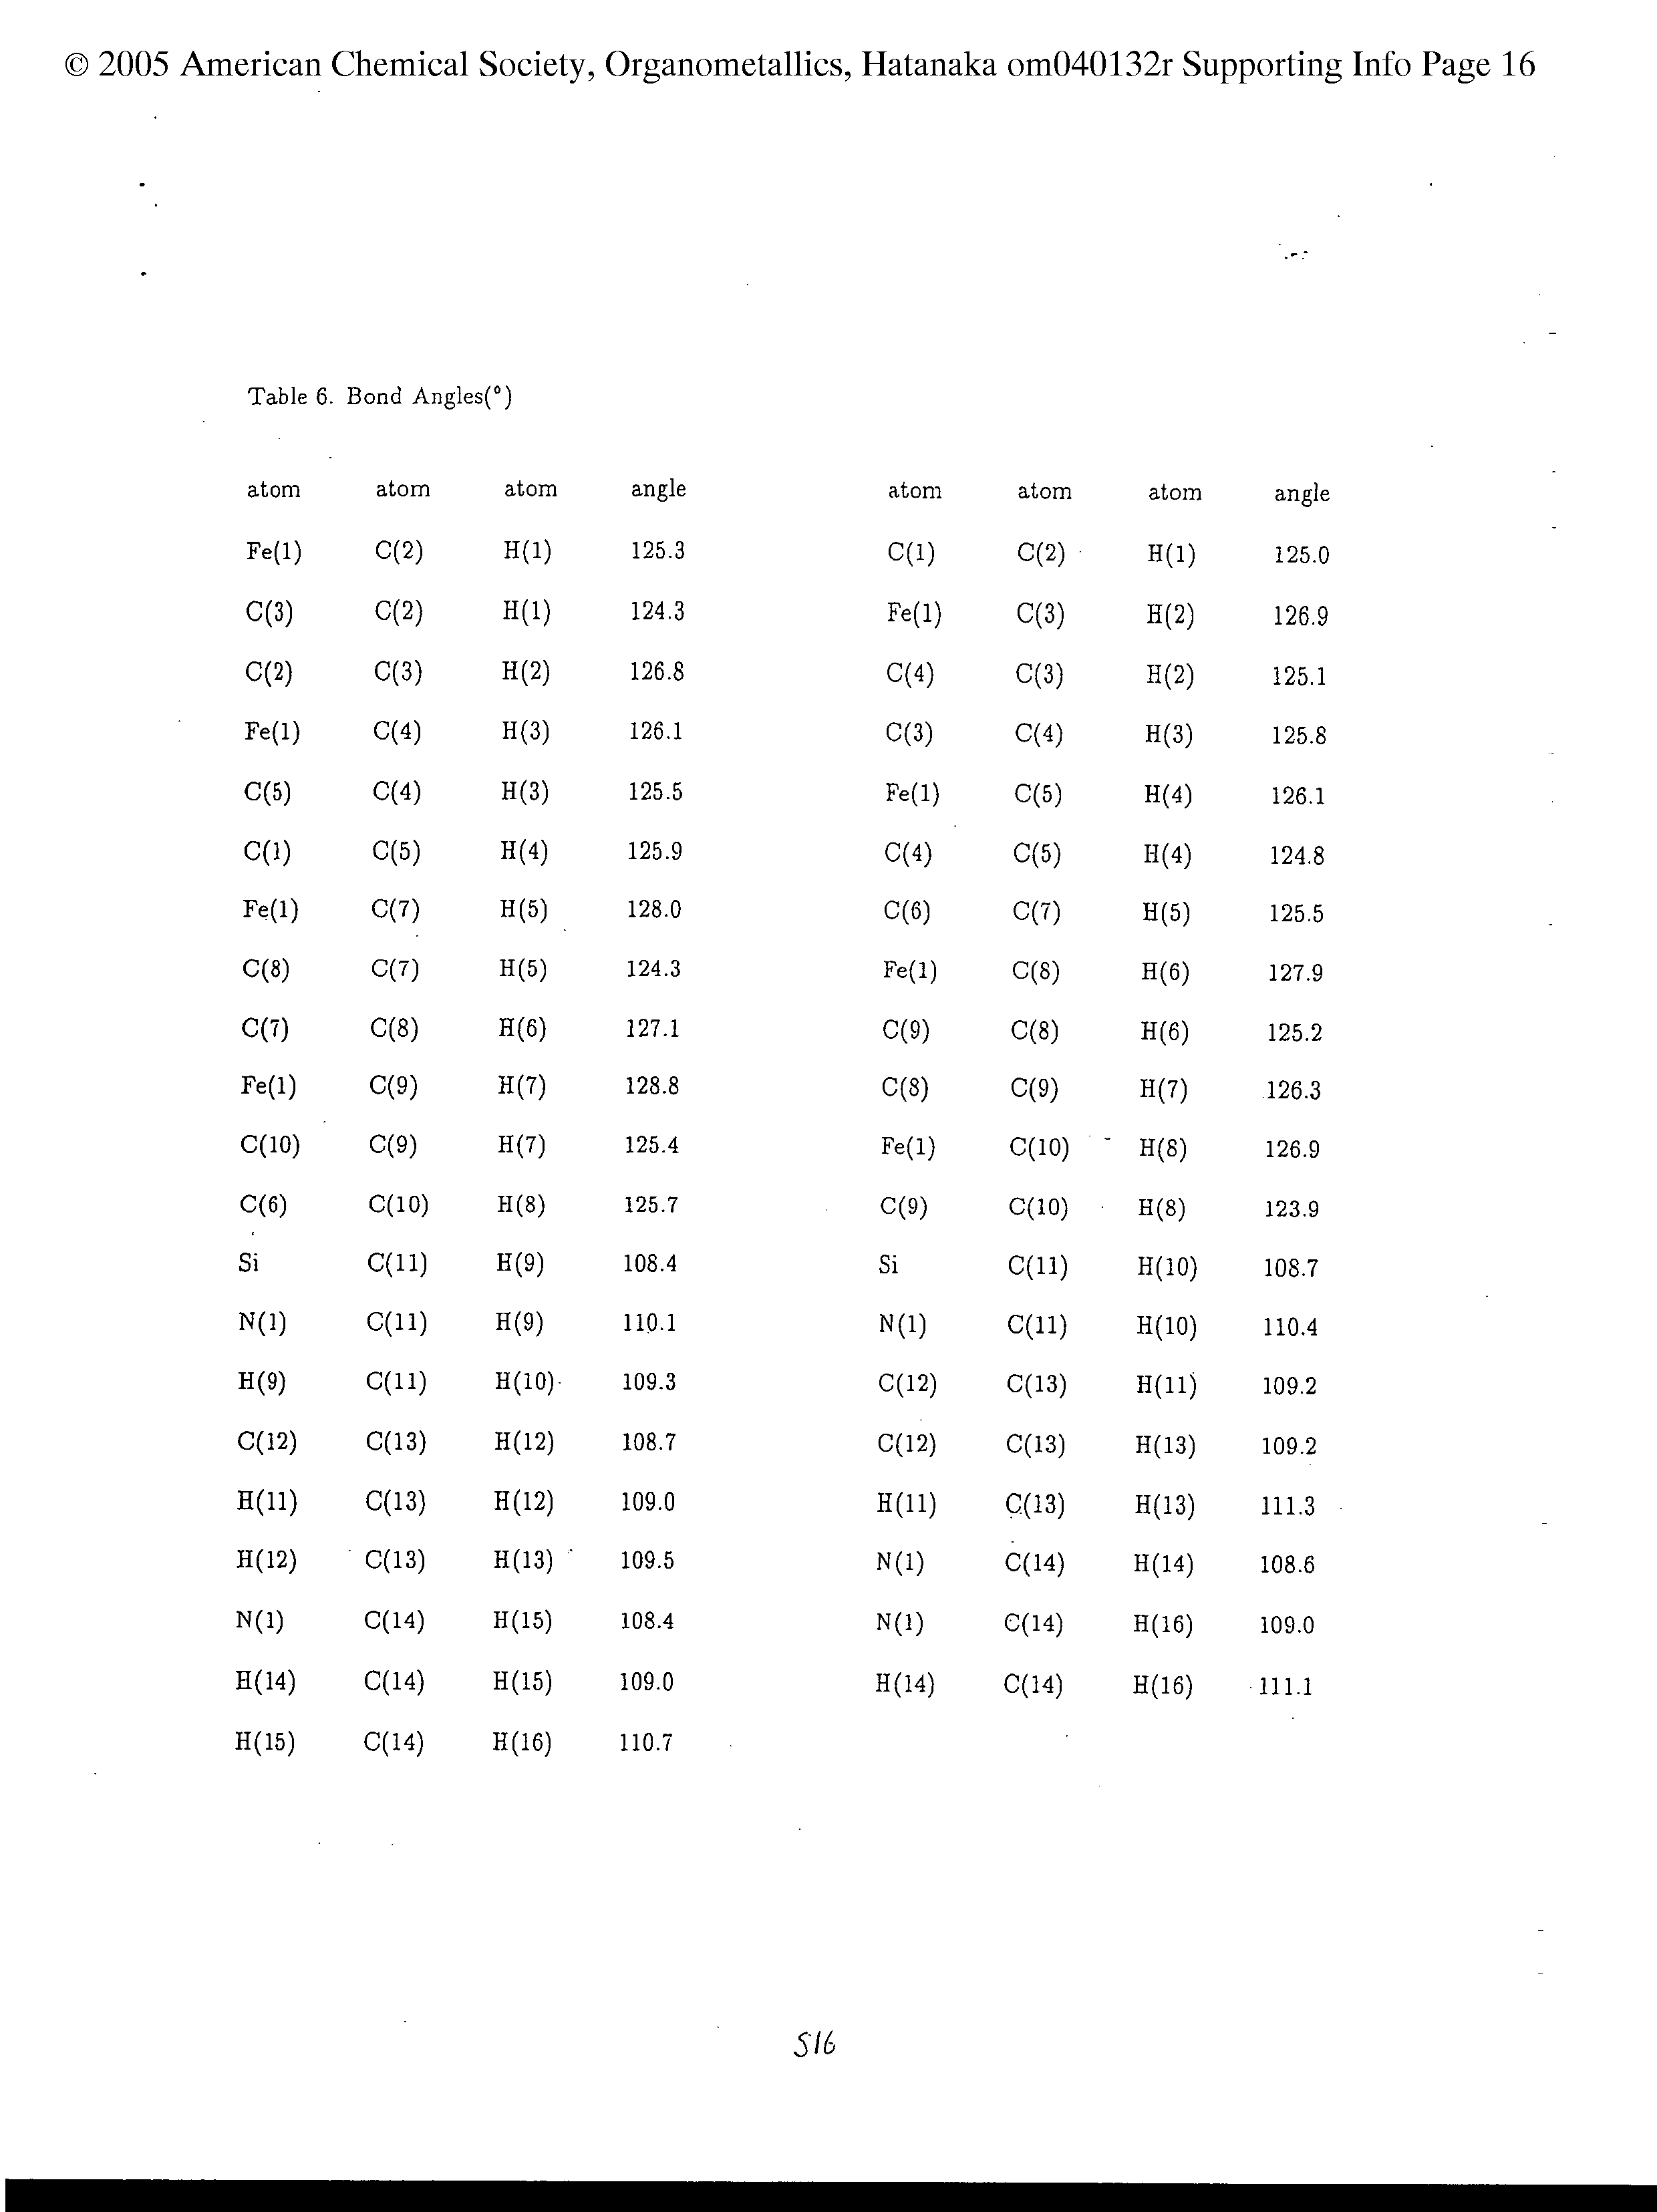 © 2005 American Chemical Society, Organometallics, Hatanaka om040132r Supporting Info Page 16
Table 6. Bond Angles(°)
atom atom atom angle atom atom atom angle
Fe(1) C(2) H(1) 125.3 C(1) C(2) H(1) 125.0
C(3) C(2) H(1) 124.3 Fe(1) C(3) H(2) 126.9
C(2) C(3) H(2) 126.8 C(4) C(3) H(2) 125.1
Fe(1) C(4) H(3) 126.1 C(3) C(4) H(3) 125.8
C(5) C(4) H(3) 125.5 Fe(1) C(5) H(4) 126.1
C(1) C(5) H(4) 125.9 C(4) C(5) H(4) 124.8
Fe(1) C(7) H(5) 128.0 C(6) C(7) H(5) 125.5
C(8) C(7) H(5) 124.3 Fe(1) C(8) H(6) 127.9
C(7) C(8) H(6) 127.1 C(9) C(8) H(6) 125.2
Fe(1) C(9) H(7) 128.8 C(8) C(9) H(7) 126.3
C(10) C(9) H(7) 125.4 Fe(1) C(10) H(8) 126.9
C(6) C(10) H(8) 125.7 C(9) C(10) H(8) 123.9
Si C(11) H(9) 108.4 Si C(11) H(10) 108.7
N(1) C(11) H(9) 110.1 N(1) C(11) H(10) 110.4
H(9) C(11) H(10) 109.3 C(12) C(13) H(11) 109.2
C(12) C(13) H(12) 108.7 C(12) C(13) H(13) 109.2
H(11) C(13) H(12) 109.0 H(11) C(13) H(13) 111.3
H(12) C(13) H(13) 109.5 N(1) C(14) H(14) 108.6
N(1) C(14) H(15) 108.4 N(1) C(14) H(16) 109.0
H(14) C(14) H(15) 109.0 H(14) C(14) H(16) 111.1
H(15) C(14) H(16) 110.7
S16